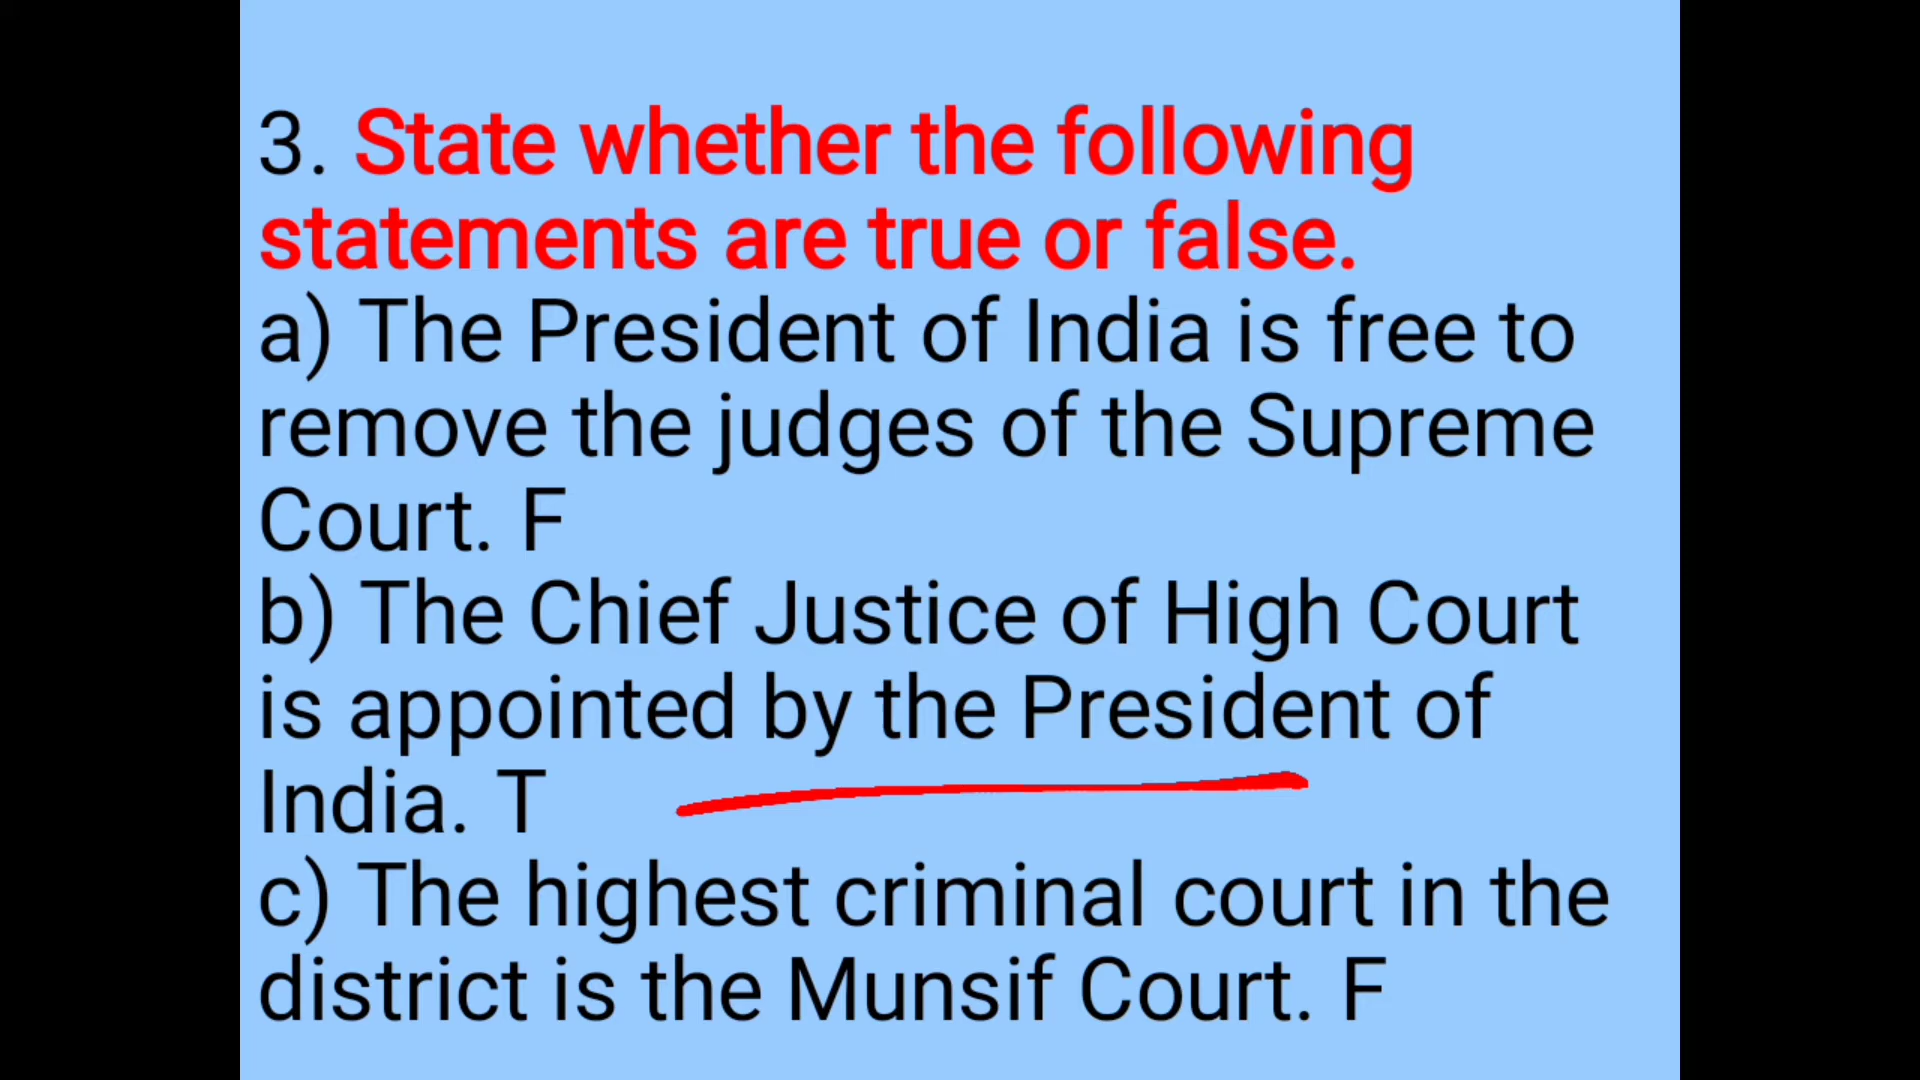 3. State whether the following
statements are true or false.
a) The President of India is free to
remove the judges of the Supreme
Court. F
b) The Chief Justice of High Court
is appointed by the President of
India. T
c) The highest criminal court in the
district is the Munsif Court. F